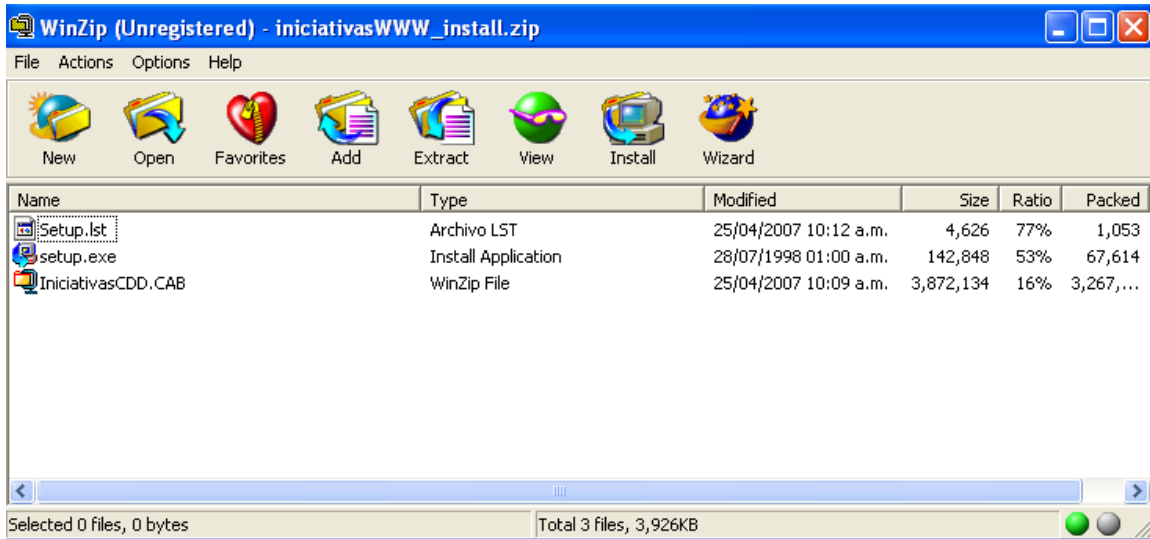 WinZip (Unregistered) - iniciativasWWW_install.zip
File Actions Options Help
New Open Favorites Add Extract View Install Wizard
Name Type Modified Size Ratio Packed
Setup.lst Archivo LST 25/04/2007 10:12 a.m. 4,626 77% 1,053
setup.exe Install Application 28/07/1998 01:00 a.m. 142,848 53% 67,614
IniciativasCDD.CAB WinZip File 25/04/2007 10:09 a.m. 3,872,134 16% 3,267,...
Selected 0 files, 0 bytes Total 3 files, 3,926KB